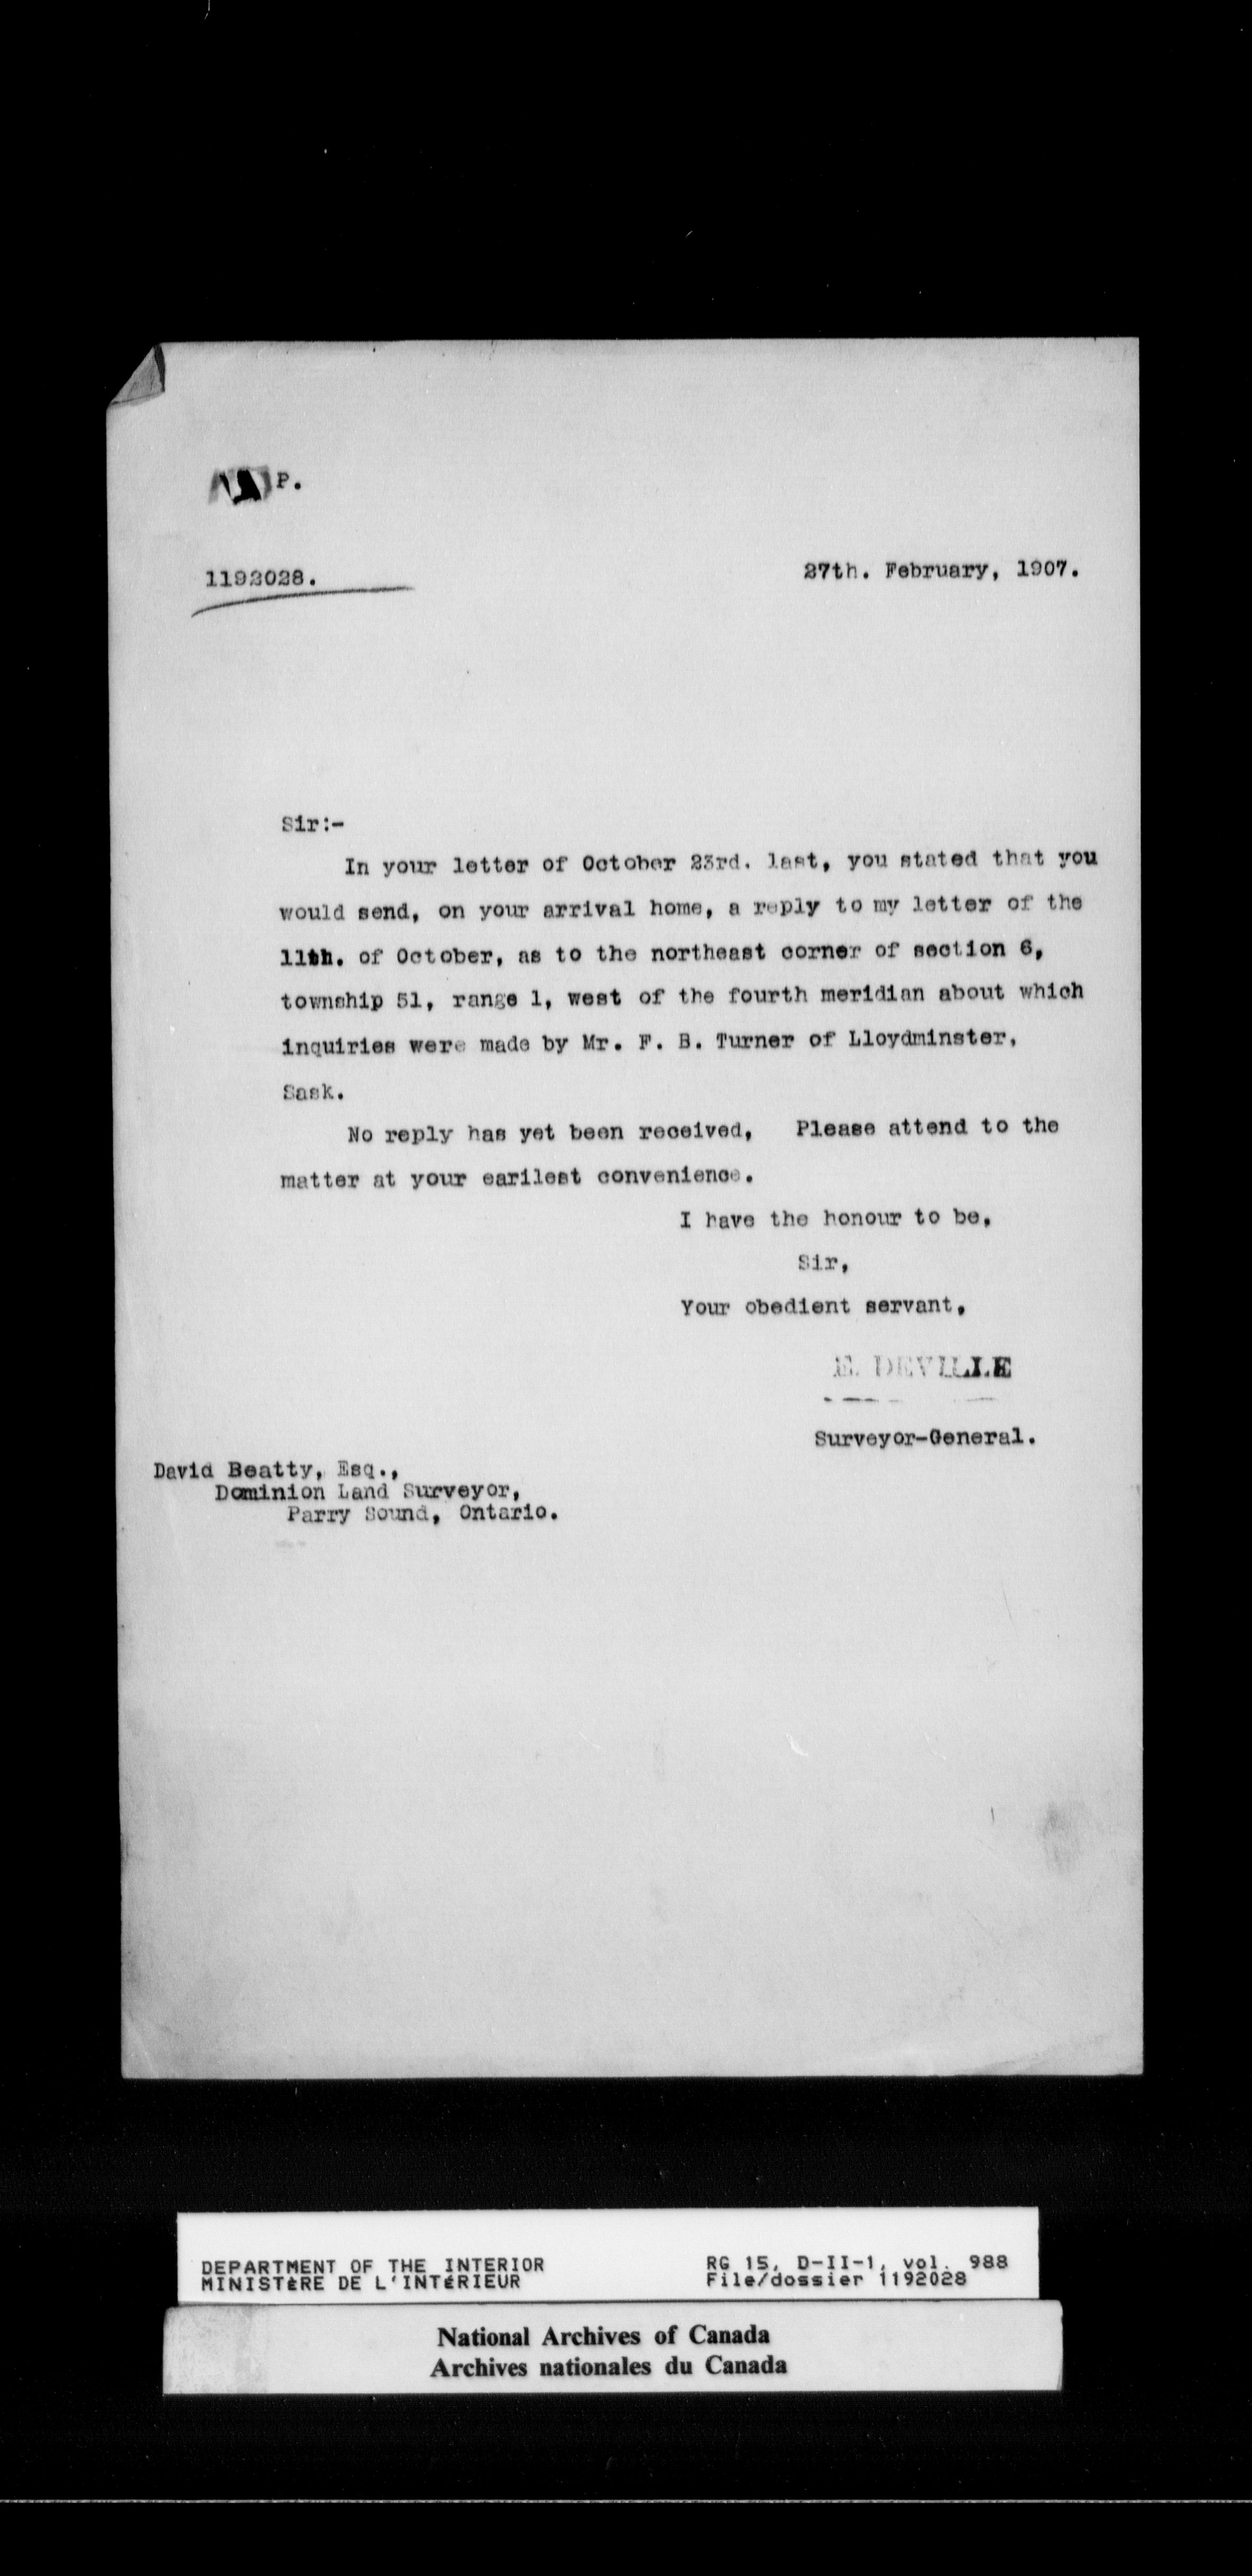 P.
1192028.
27th. February, 1907.
Sir:-
In your letter of October 23rd. last, you stated that you
would send, on your arrival home, a reply to my letter of the
11th. of October, as to the northeast corner of section 6,
township 51, range 1, west of the fourth meridian about which
inquiries were made by Mr. F. B. Turner of Lloydminster,
Sask.
No reply has yet been received, Please attend to the
matter at your earilest convenience.
I have the honour to be,
Sir,
Your obedient servant,
E. DEVILLE
Surveyor-General.
David Beatty, Esq.,
Dominion Land Surveyor,
Parry Sound, Ontario.
DEPARTMENT OF THE INTERIOR
MINISTèRE DE L'INTéRIEUR
RG 15, D-II-1, vol. 988
File/dossier 1192028
National Archives of Canada
Archives nationales du Canada